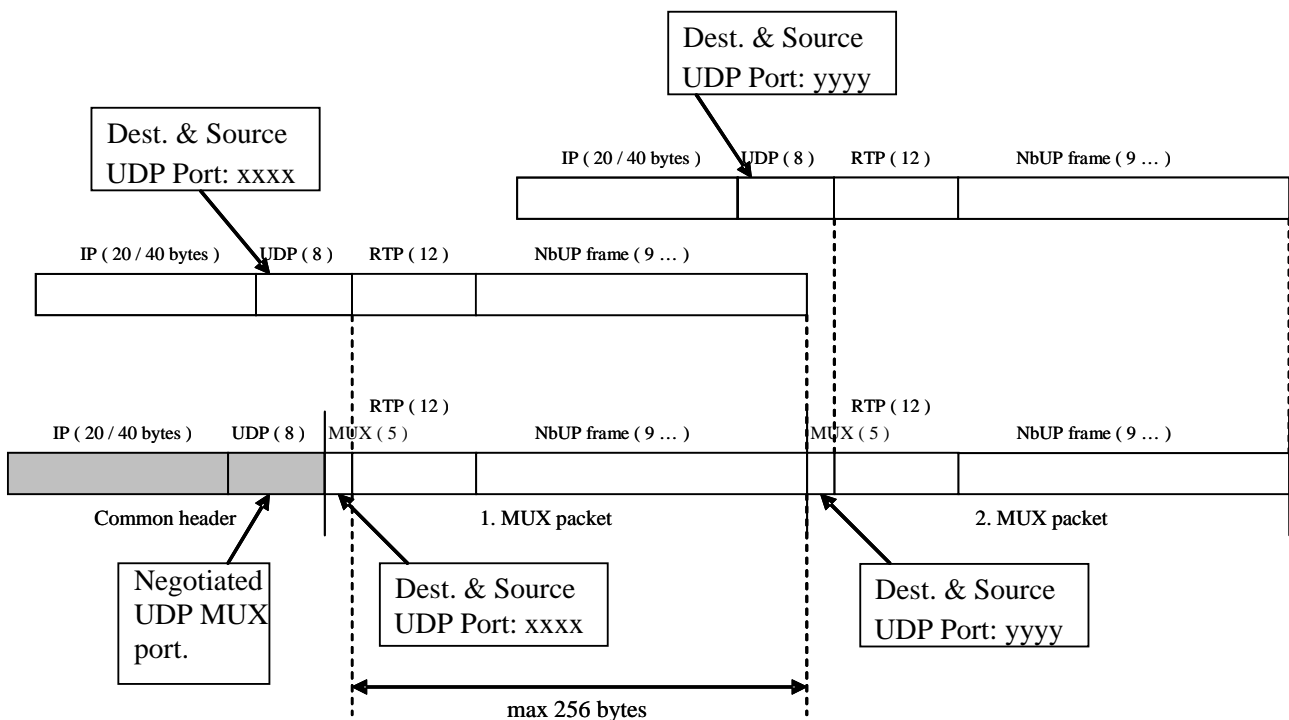 Dest. & Source
UDP Port: yyyy
Dest. & Source
UDP Port: xxxx
IP ( 20 / 40 bytes ) UDP ( 8 ) RTP ( 12 ) NbUP frame ( 9 ... )
IP ( 20 / 40 bytes ) UDP ( 8 ) RTP ( 12 ) NbUP frame ( 9 ... )
RTP ( 12 ) RTP ( 12 )
IP ( 20 / 40 bytes ) UDP ( 8 ) MUX ( 5 ) NbUP frame ( 9 ... ) MUX ( 5 ) NbUP frame ( 9 ... )
Common header 1. MUX packet 2. MUX packet
Negotiated
UDP MUX
port.
Dest. & Source
UDP Port: xxxx
Dest. & Source
UDP Port: yyyy
max 256 bytes